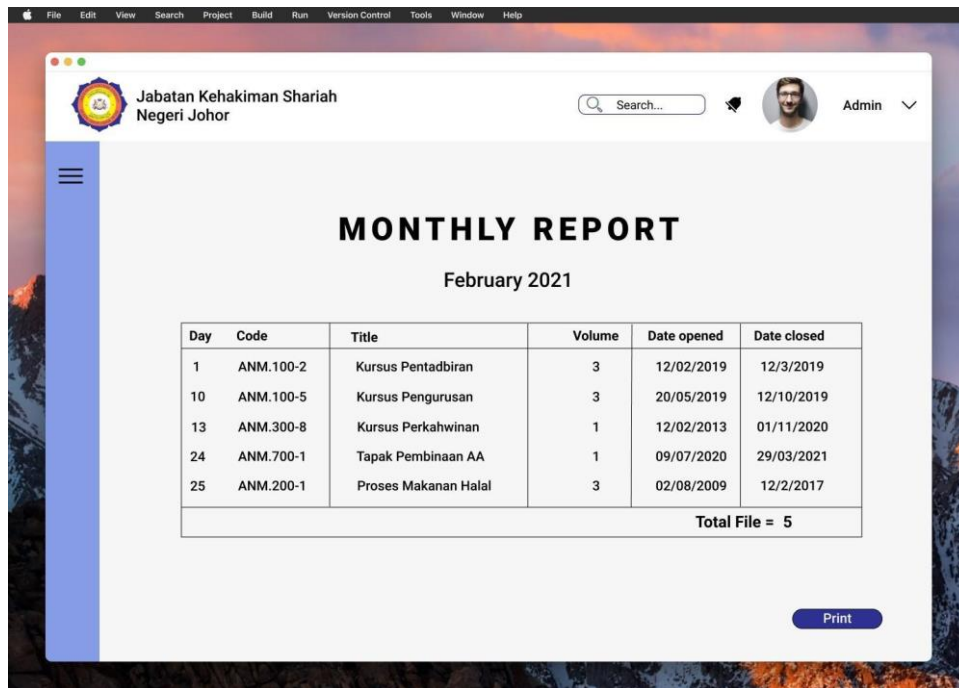 File Edit View Search Project Build Run Version Control Tools Window Help
Jabatan Kehakiman Shariah
Negeri Johor
Search...
Admin
MONTHLY REPORT
February 2021
Day Code Title Volume Date opened Date closed
1 ANM.100-2 Kursus Pentadbiran 3 12/02/2019 12/3/2019
10 ANM.100-5 Kursus Pengurusan 3 20/05/2019 12/10/2019
13 ANM.300-8 Kursus Perkahwinan 1 12/02/2013 01/11/2020
24 ANM.700-1 Tapak Pembinaan AA 1 09/07/2020 29/03/2021
25 ANM.200-1 Proses Makanan Halal 3 02/08/2009 12/2/2017
Total File = 5
Print